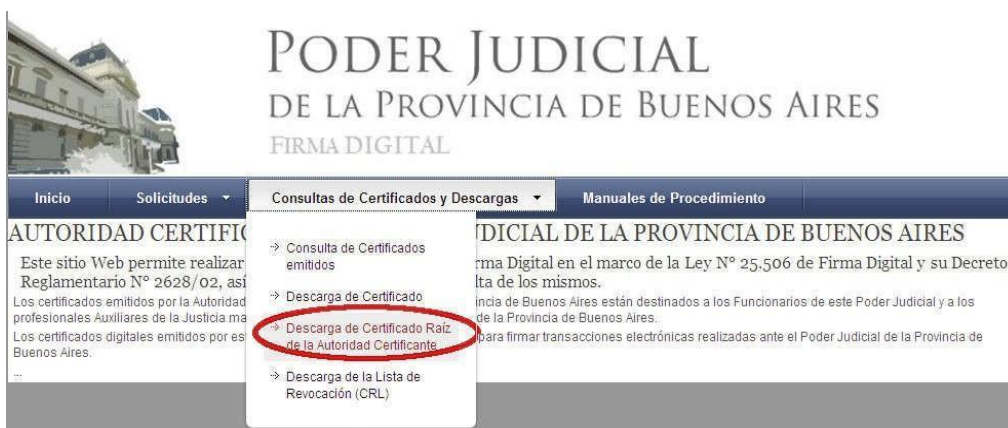 PODER JUDICIAL
DE LA PROVINCIA DE BUENOS AIRES
FIRMA DIGITAL
Inicio Solicitudes Consultas de Certificados y Descargas Manuales de Procedimiento
AUTORIDAD CERTIFIC DICIAL DE LA PROVINCIA DE BUENOS AIRES
Este sitio Web permite realizar rma Digital en el marco de la Ley N° 25.506 de Firma Digital y su Decreto
Reglamentario N° 2628/02, así lta de los mismos.
Los certificados emitidos por la Autoridad ncia de Buenos Aires están destinados a los Funcionarios de este Poder Judicial y a los
profesionales Auxiliares de la Justicia ma de la Provincia de Buenos Aires.
Los certificados digitales emitidos por es para firmar transacciones electrónicas realizadas ante el Poder Judicial de la Provincia de
Buenos Aires.
...
Consulta de Certificados
emitidos
Descarga de Certificado
Descarga de Certificado Raíz
de la Autoridad Certificante
Descarga de la Lista de
Revocación (CRL)